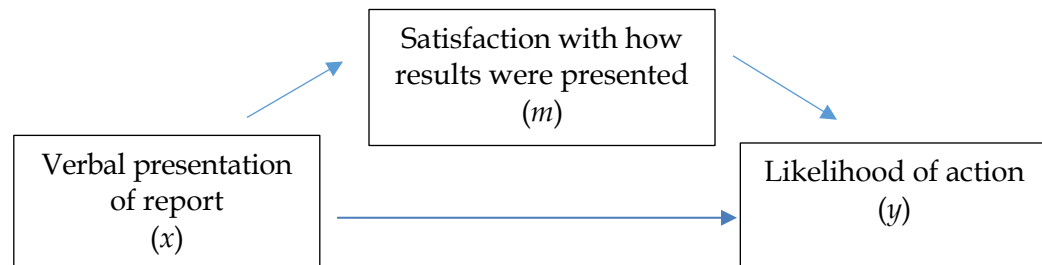 Satisfaction with how
results were presented
(m)
Verbal presentation
of report
(x)
Likelihood of action
(y)